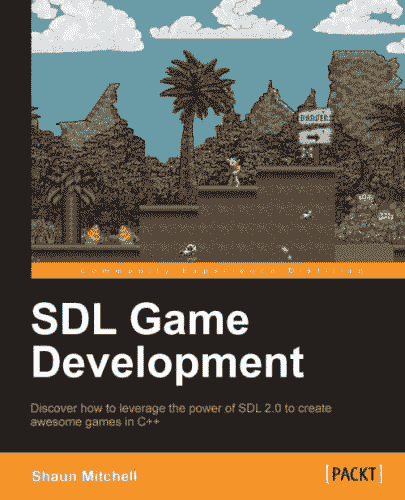 DANGER
Community Experience Distilled
SDL Game
Development
Discover how to leverage the power of SDL 2.0 to create
awesome games in C++
Shaun Mitchell
[PACKT]